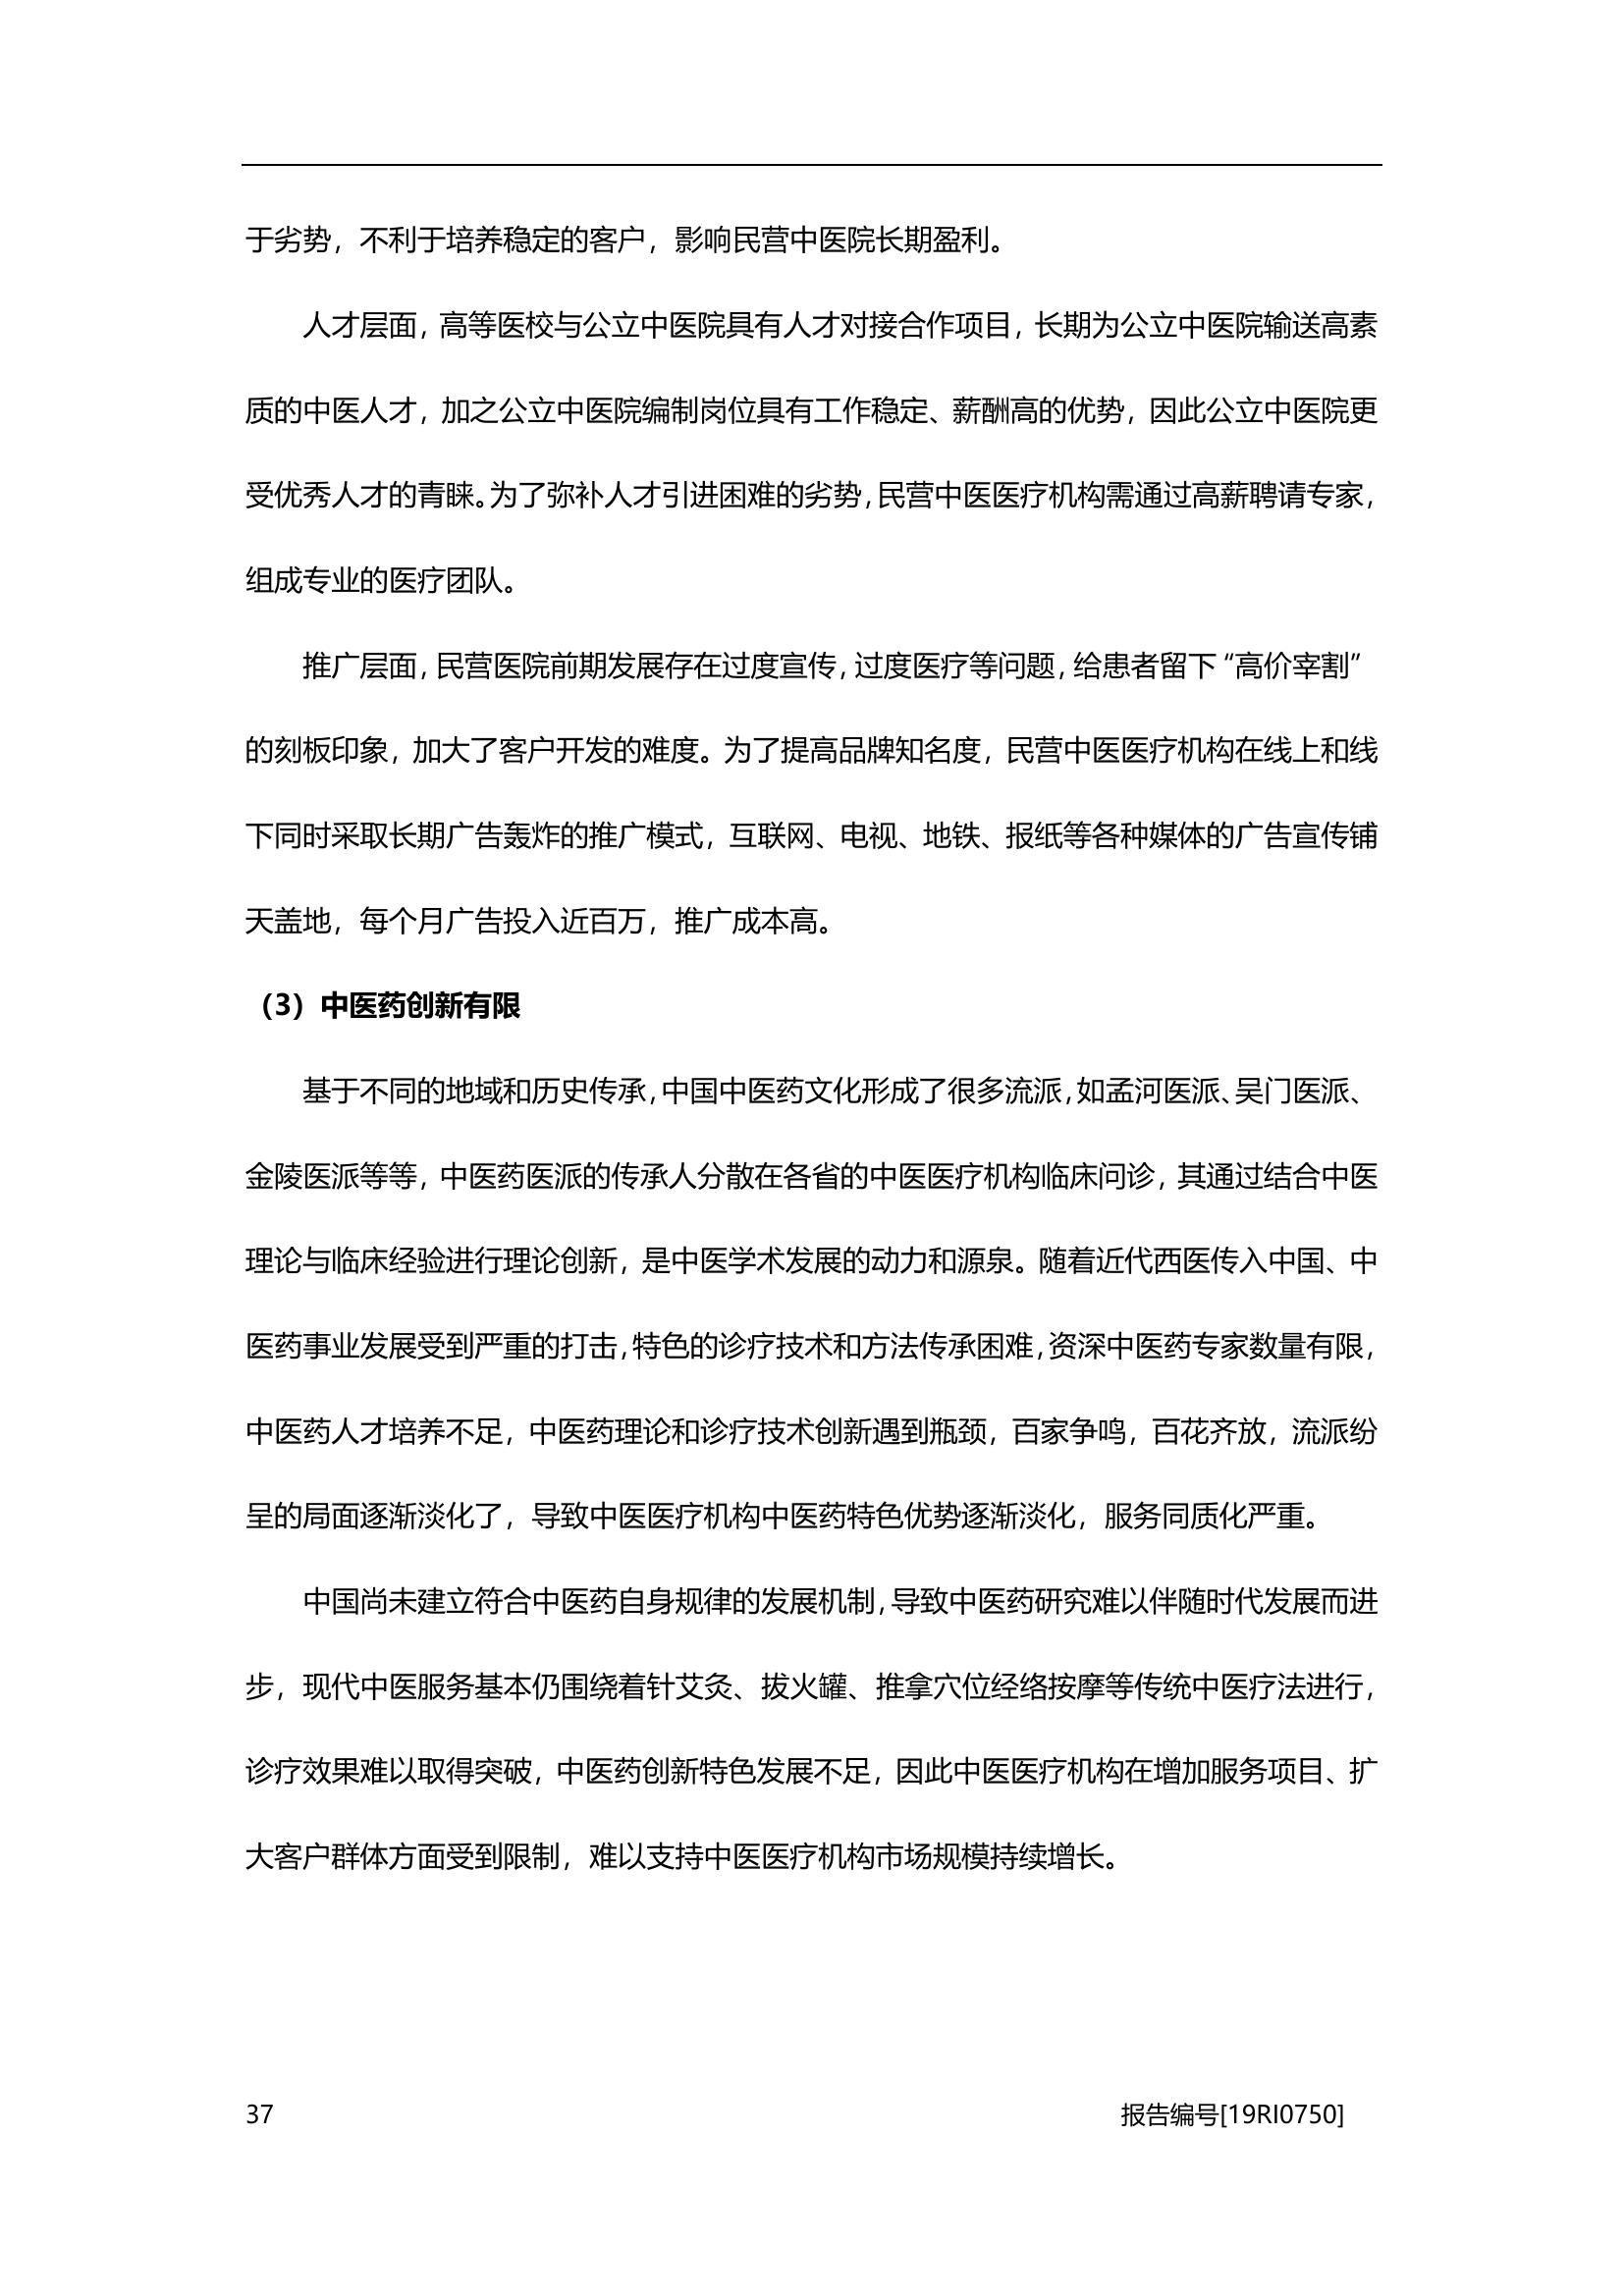 于劣势，不利于培养稳定的客户，影响民营中医院长期盈利。
人才层面，高等医校与公立中医院具有人才对接合作项目，长期为公立中医院输送高素
质的中医人才，加之公立中医院编制岗位具有工作稳定、薪酬高的优势，因此公立中医院更
受优秀人才的青睐。为了弥补人才引进困难的劣势，民营中医医疗机构需通过高薪聘请专家，
组成专业的医疗团队。
推广层面，民营医院前期发展存在过度宣传，过度医疗等问题，给患者留下“高价宰割”
的刻板印象，加大了客户开发的难度。为了提高品牌知名度，民营中医医疗机构在线上和线
下同时采取长期广告轰炸的推广模式，互联网、电视、地铁、报纸等各种媒体的广告宣传铺
天盖地，每个月广告投入近百万，推广成本高。
（3）中医药创新有限
基于不同的地域和历史传承，中国中医药文化形成了很多流派，如孟河医派、吴门医派、
金陵医派等等，中医药医派的传承人分散在各省的中医医疗机构临床问诊，其通过结合中医
理论与临床经验进行理论创新，是中医学术发展的动力和源泉。随着近代西医传入中国、中
医药事业发展受到严重的打击，特色的诊疗技术和方法传承困难，资深中医药专家数量有限，
中医药人才培养不足，中医药理论和诊疗技术创新遇到瓶颈，百家争鸣，百花齐放，流派纷
呈的局面逐渐淡化了，导致中医医疗机构中医药特色优势逐渐淡化，服务同质化严重。
中国尚未建立符合中医药自身规律的发展机制，导致中医药研究难以伴随时代发展而进
步，现代中医服务基本仍围绕着针艾灸、拔火罐、推拿穴位经络按摩等传统中医疗法进行，
诊疗效果难以取得突破，中医药创新特色发展不足，因此中医医疗机构在增加服务项目、扩
大客户群体方面受到限制，难以支持中医医疗机构市场规模持续增长。
37 报告编号[19RI0750]